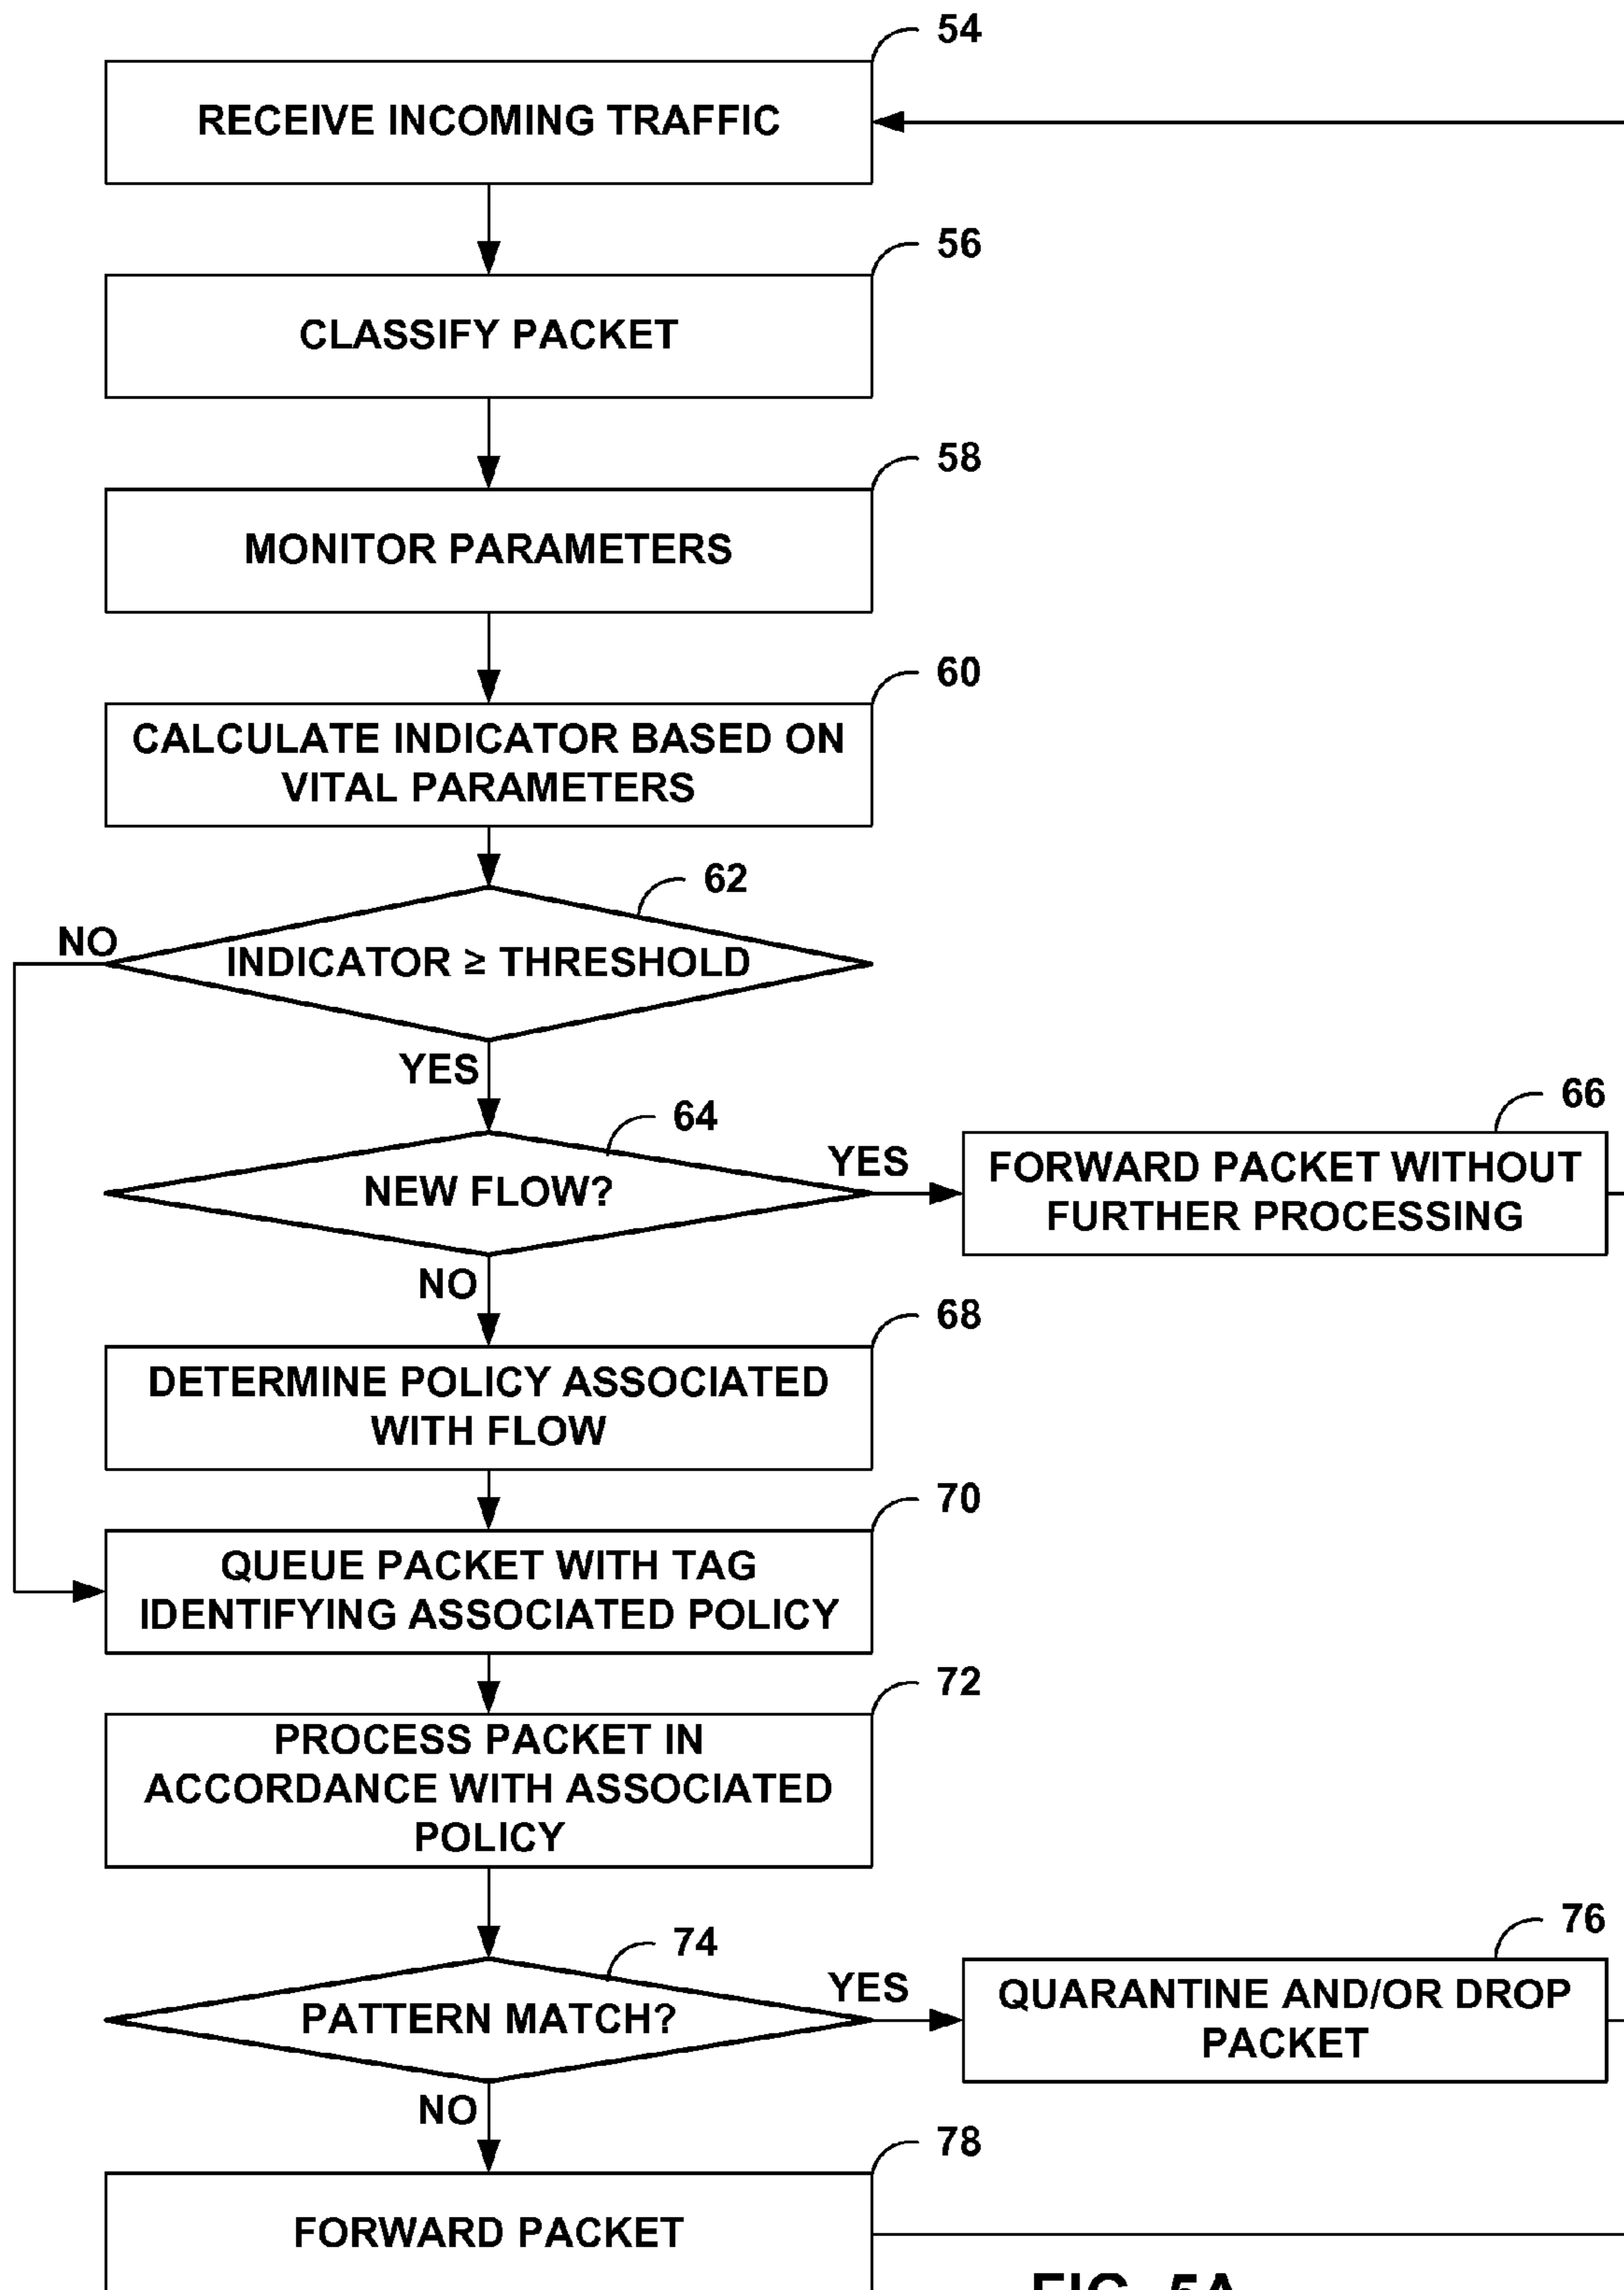 54
RECEIVE INCOMING TRAFFIC
56
CLASSIFY PACKET
58
MONITOR PARAMETERS
60
CALCULATE INDICATOR BASED ON
VITAL PARAMETERS
62
NO
INDICATOR ≥ THRESHOLD
YES
64
NEW FLOW?
YES
66
FORWARD PACKET WITHOUT
FURTHER PROCESSING
NO
68
DETERMINE POLICY ASSOCIATED
WITH FLOW
70
QUEUE PACKET WITH TAG
IDENTIFYING ASSOCIATED POLICY
72
PROCESS PACKET IN
ACCORDANCE WITH ASSOCIATED
POLICY
74
PATTERN MATCH?
YES
76
QUARANTINE AND/OR DROP
PACKET
NO
78
FORWARD PACKET
FIG. 5A